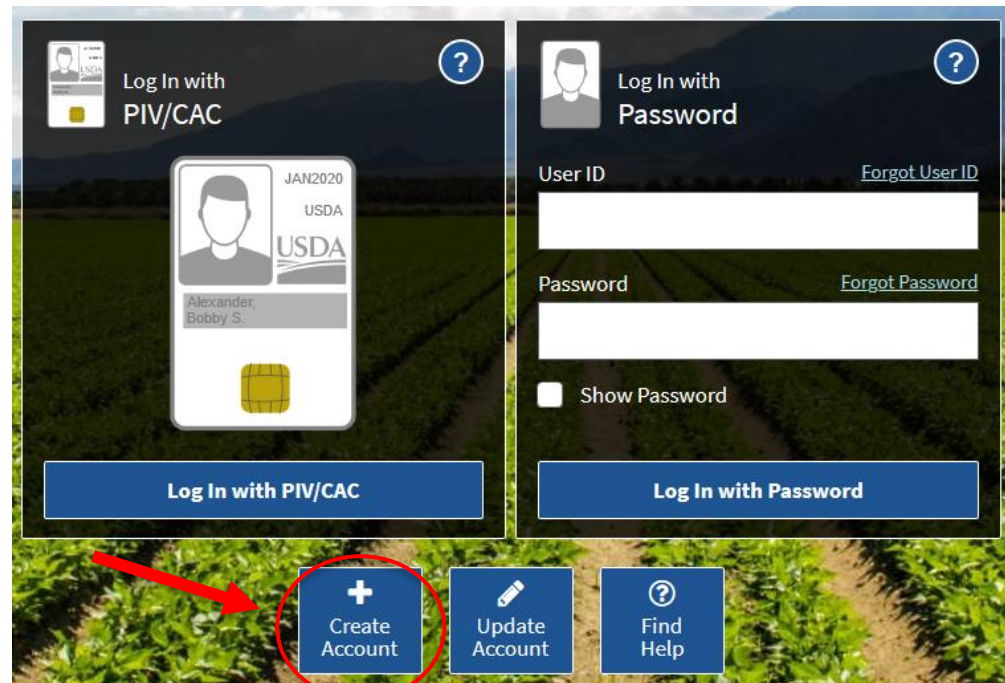 Log In with
PIV/CAC
?
JAN2020
USDA
USDA
Alexander,
Bobby S.
Log In with PIV/CAC
Log In with
Password
?
User ID
Forgot User ID
Password
Forgot Password
Show Password
Log In with Password
Create
Account
Update
Account
?
Find
Help